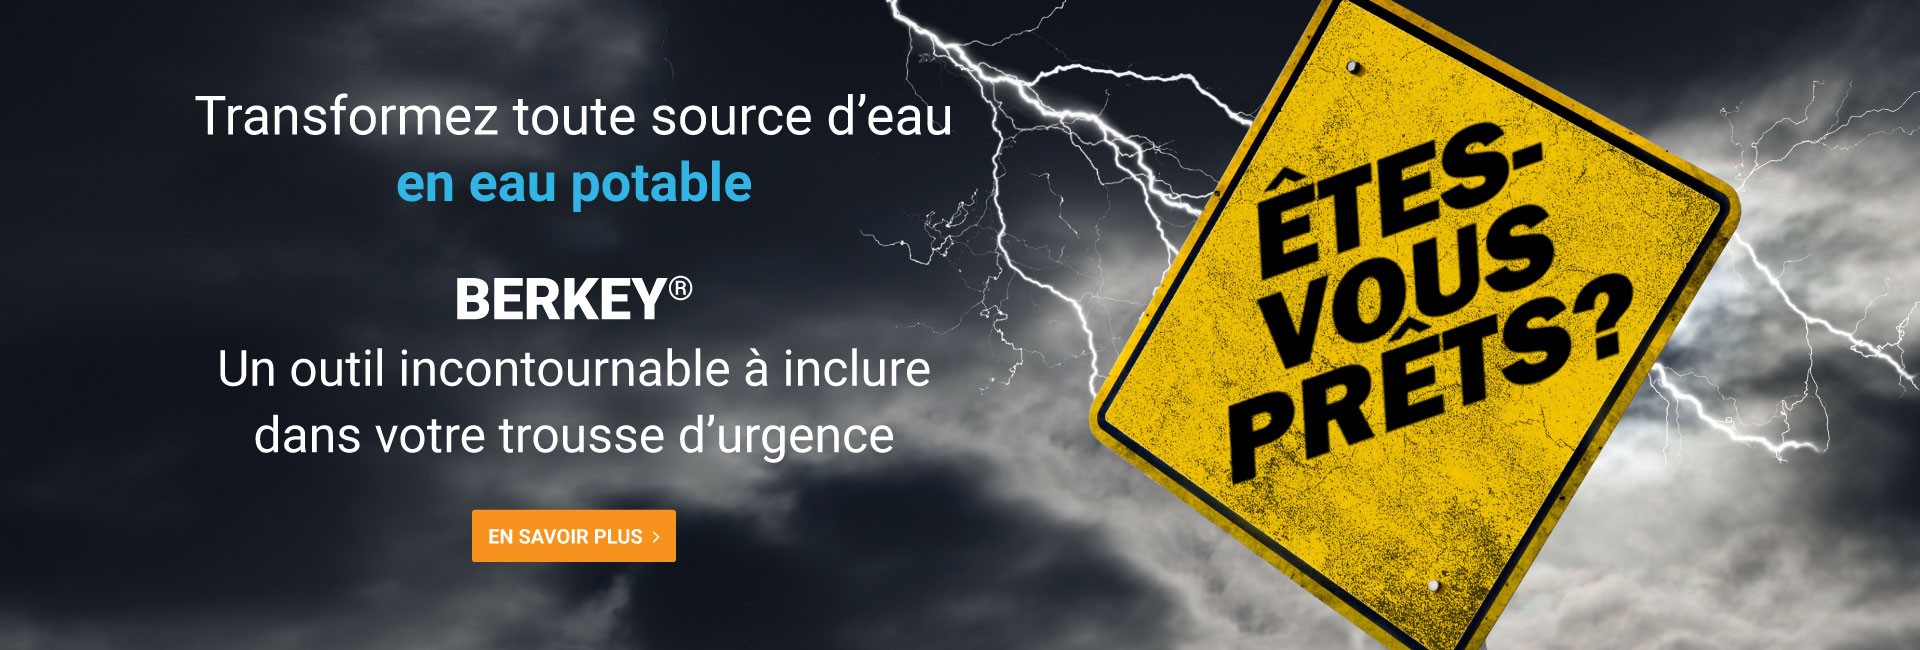 Transformez toute source d’eau
en eau potable
BERKEY®
Un outil incontournable à inclure
dans votre trousse d’urgence
EN SAVOIR PLUS >
ÊTES-
VOUS
PRÊTS?